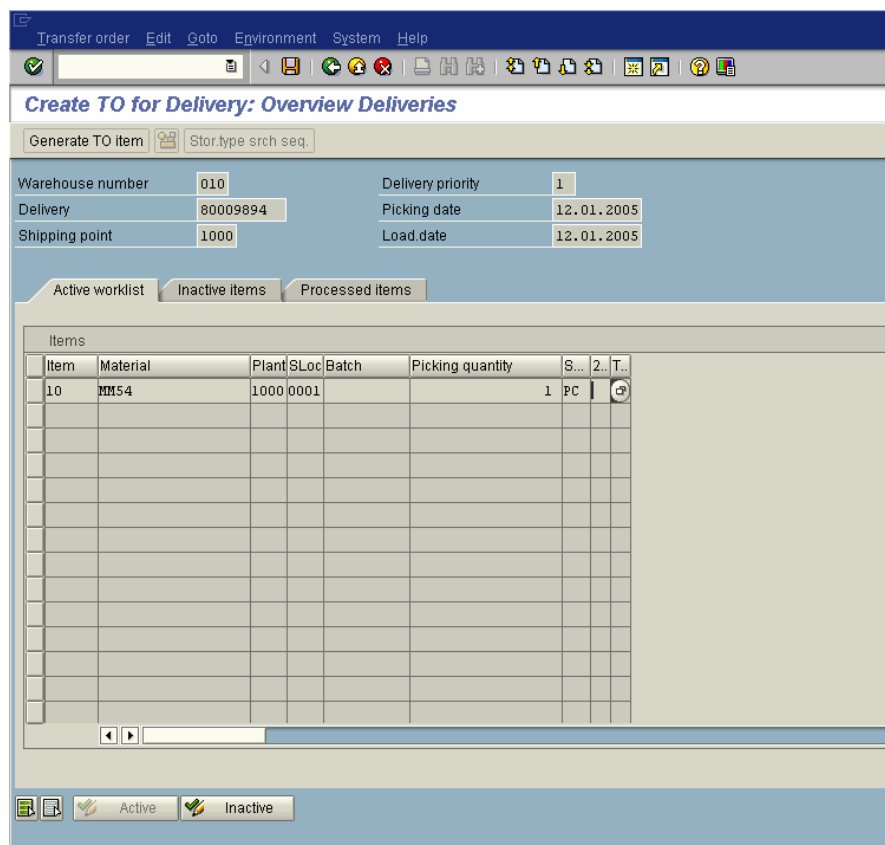 Transfer order Edit Goto Environment System Help
Create TO for Delivery: Overview Deliveries
Generate TO item Stor.type srch seq.
Warehouse number 010 Delivery priority 1
Delivery 80009894 Picking date 12.01.2005
Shipping point 1000 Load.date 12.01.2005
Active worklist Inactive items Processed items
Items
Item Material Plant SLoc Batch Picking quantity S... 2.. T..
10 MM54 1000 0001 1 PC
Active Inactive